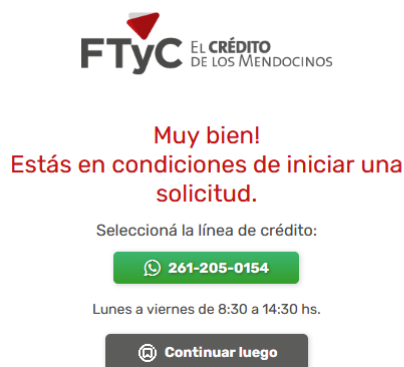 FTyC EL CRÉDITO
DE LOS MENDOCINOS
Muy bien!
Estás en condiciones de iniciar una
solicitud.
Seleccioná la línea de crédito:
261-205-0154
Lunes a viernes de 8:30 a 14:30 hs.
Continuar luego